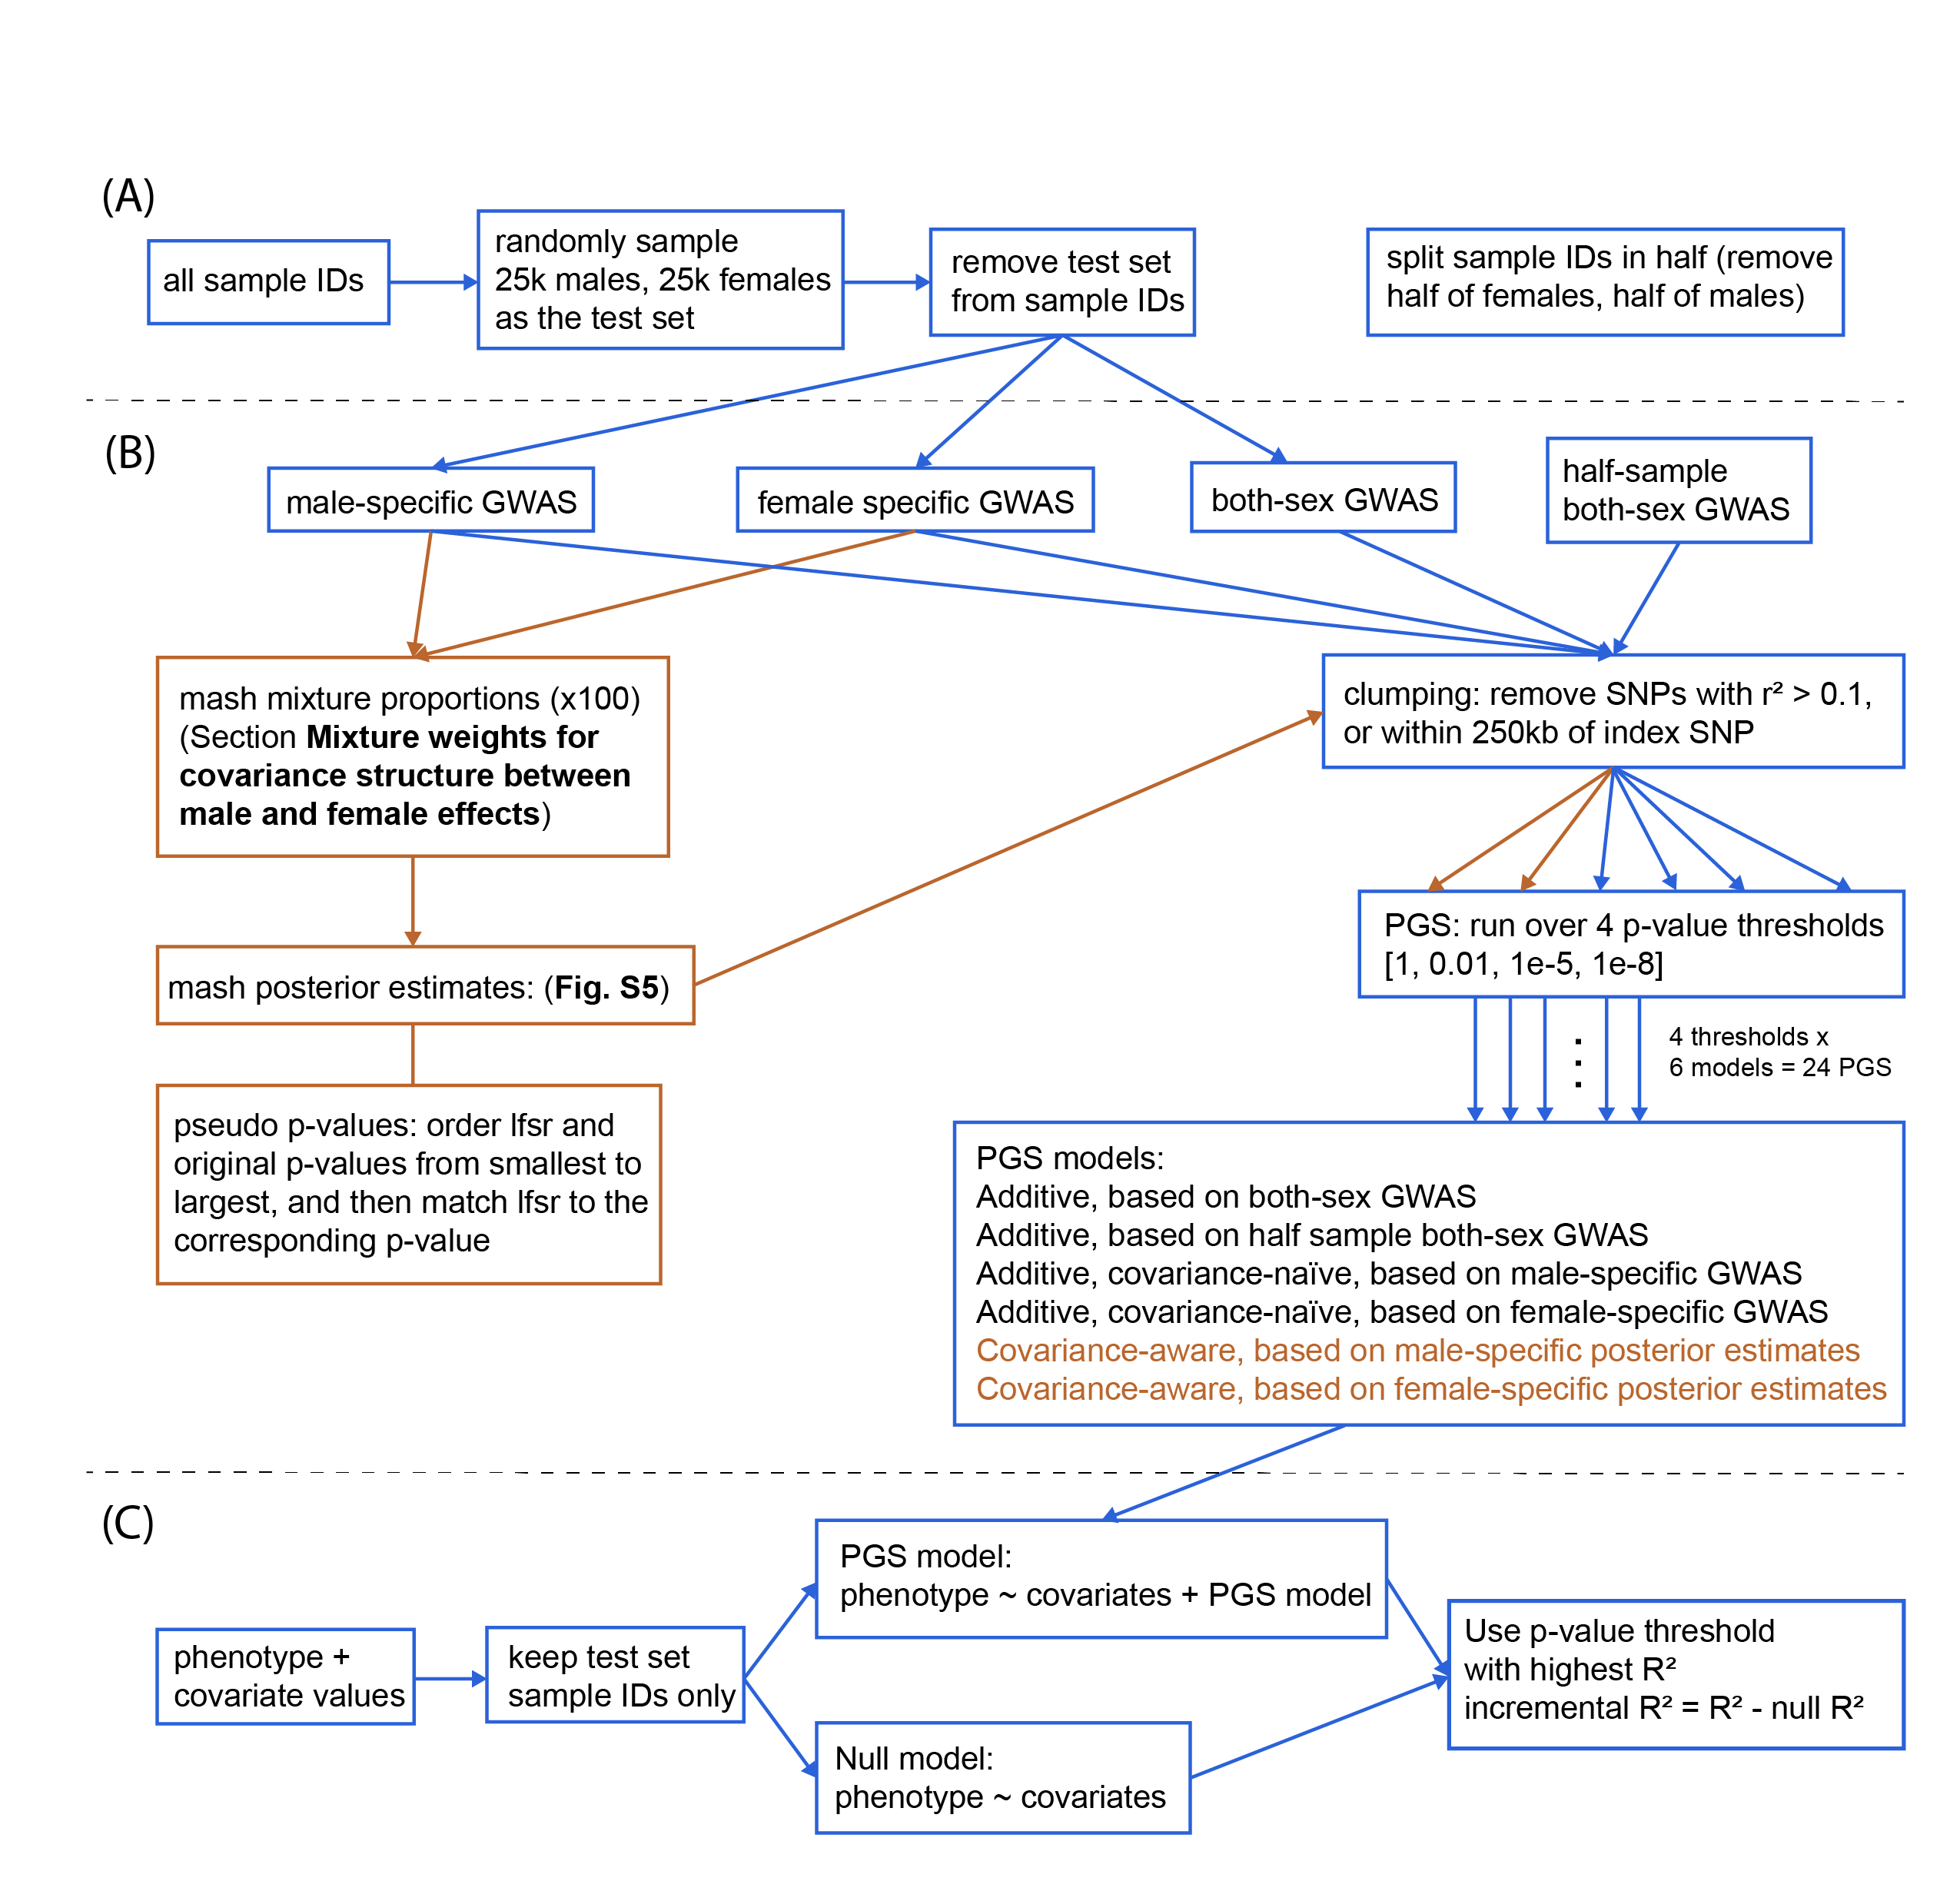 (A)
all sample IDs
randomly sample
25k males, 25k females
as the test set
remove test set
from sample IDs
split sample IDs in half (remove
half of females, half of males)
(B)
male-specific GWAS
female specific GWAS
both-sex GWAS
half-sample
both-sex GWAS
mash mixture proportions (x100)
(Section Mixture weights for
covariance structure between
male and female effects)
clumping: remove SNPs with r² > 0.1,
or within 250kb of index SNP
mash posterior estimates: (Fig. S5)
PGS: run over 4 p-value thresholds
[1, 0.01, 1e-5, 1e-8]
4 thresholds x
6 models = 24 PGS
pseudo p-values: order lfsr and
original p-values from smallest to
largest, and then match lfsr to the
corresponding p-value
PGS models:
Additive, based on both-sex GWAS
Additive, based on half sample both-sex GWAS
Additive, covariance-naïve, based on male-specific GWAS
Additive, covariance-naïve, based on female-specific GWAS
Covariance-aware, based on male-specific posterior estimates
Covariance-aware, based on female-specific posterior estimates
(C)
phenotype +
covariate values
keep test set
sample IDs only
PGS model:
phenotype ~ covariates + PGS model
Null model:
phenotype ~ covariates
Use p-value threshold
with highest R²
incremental R² = R² - null R²